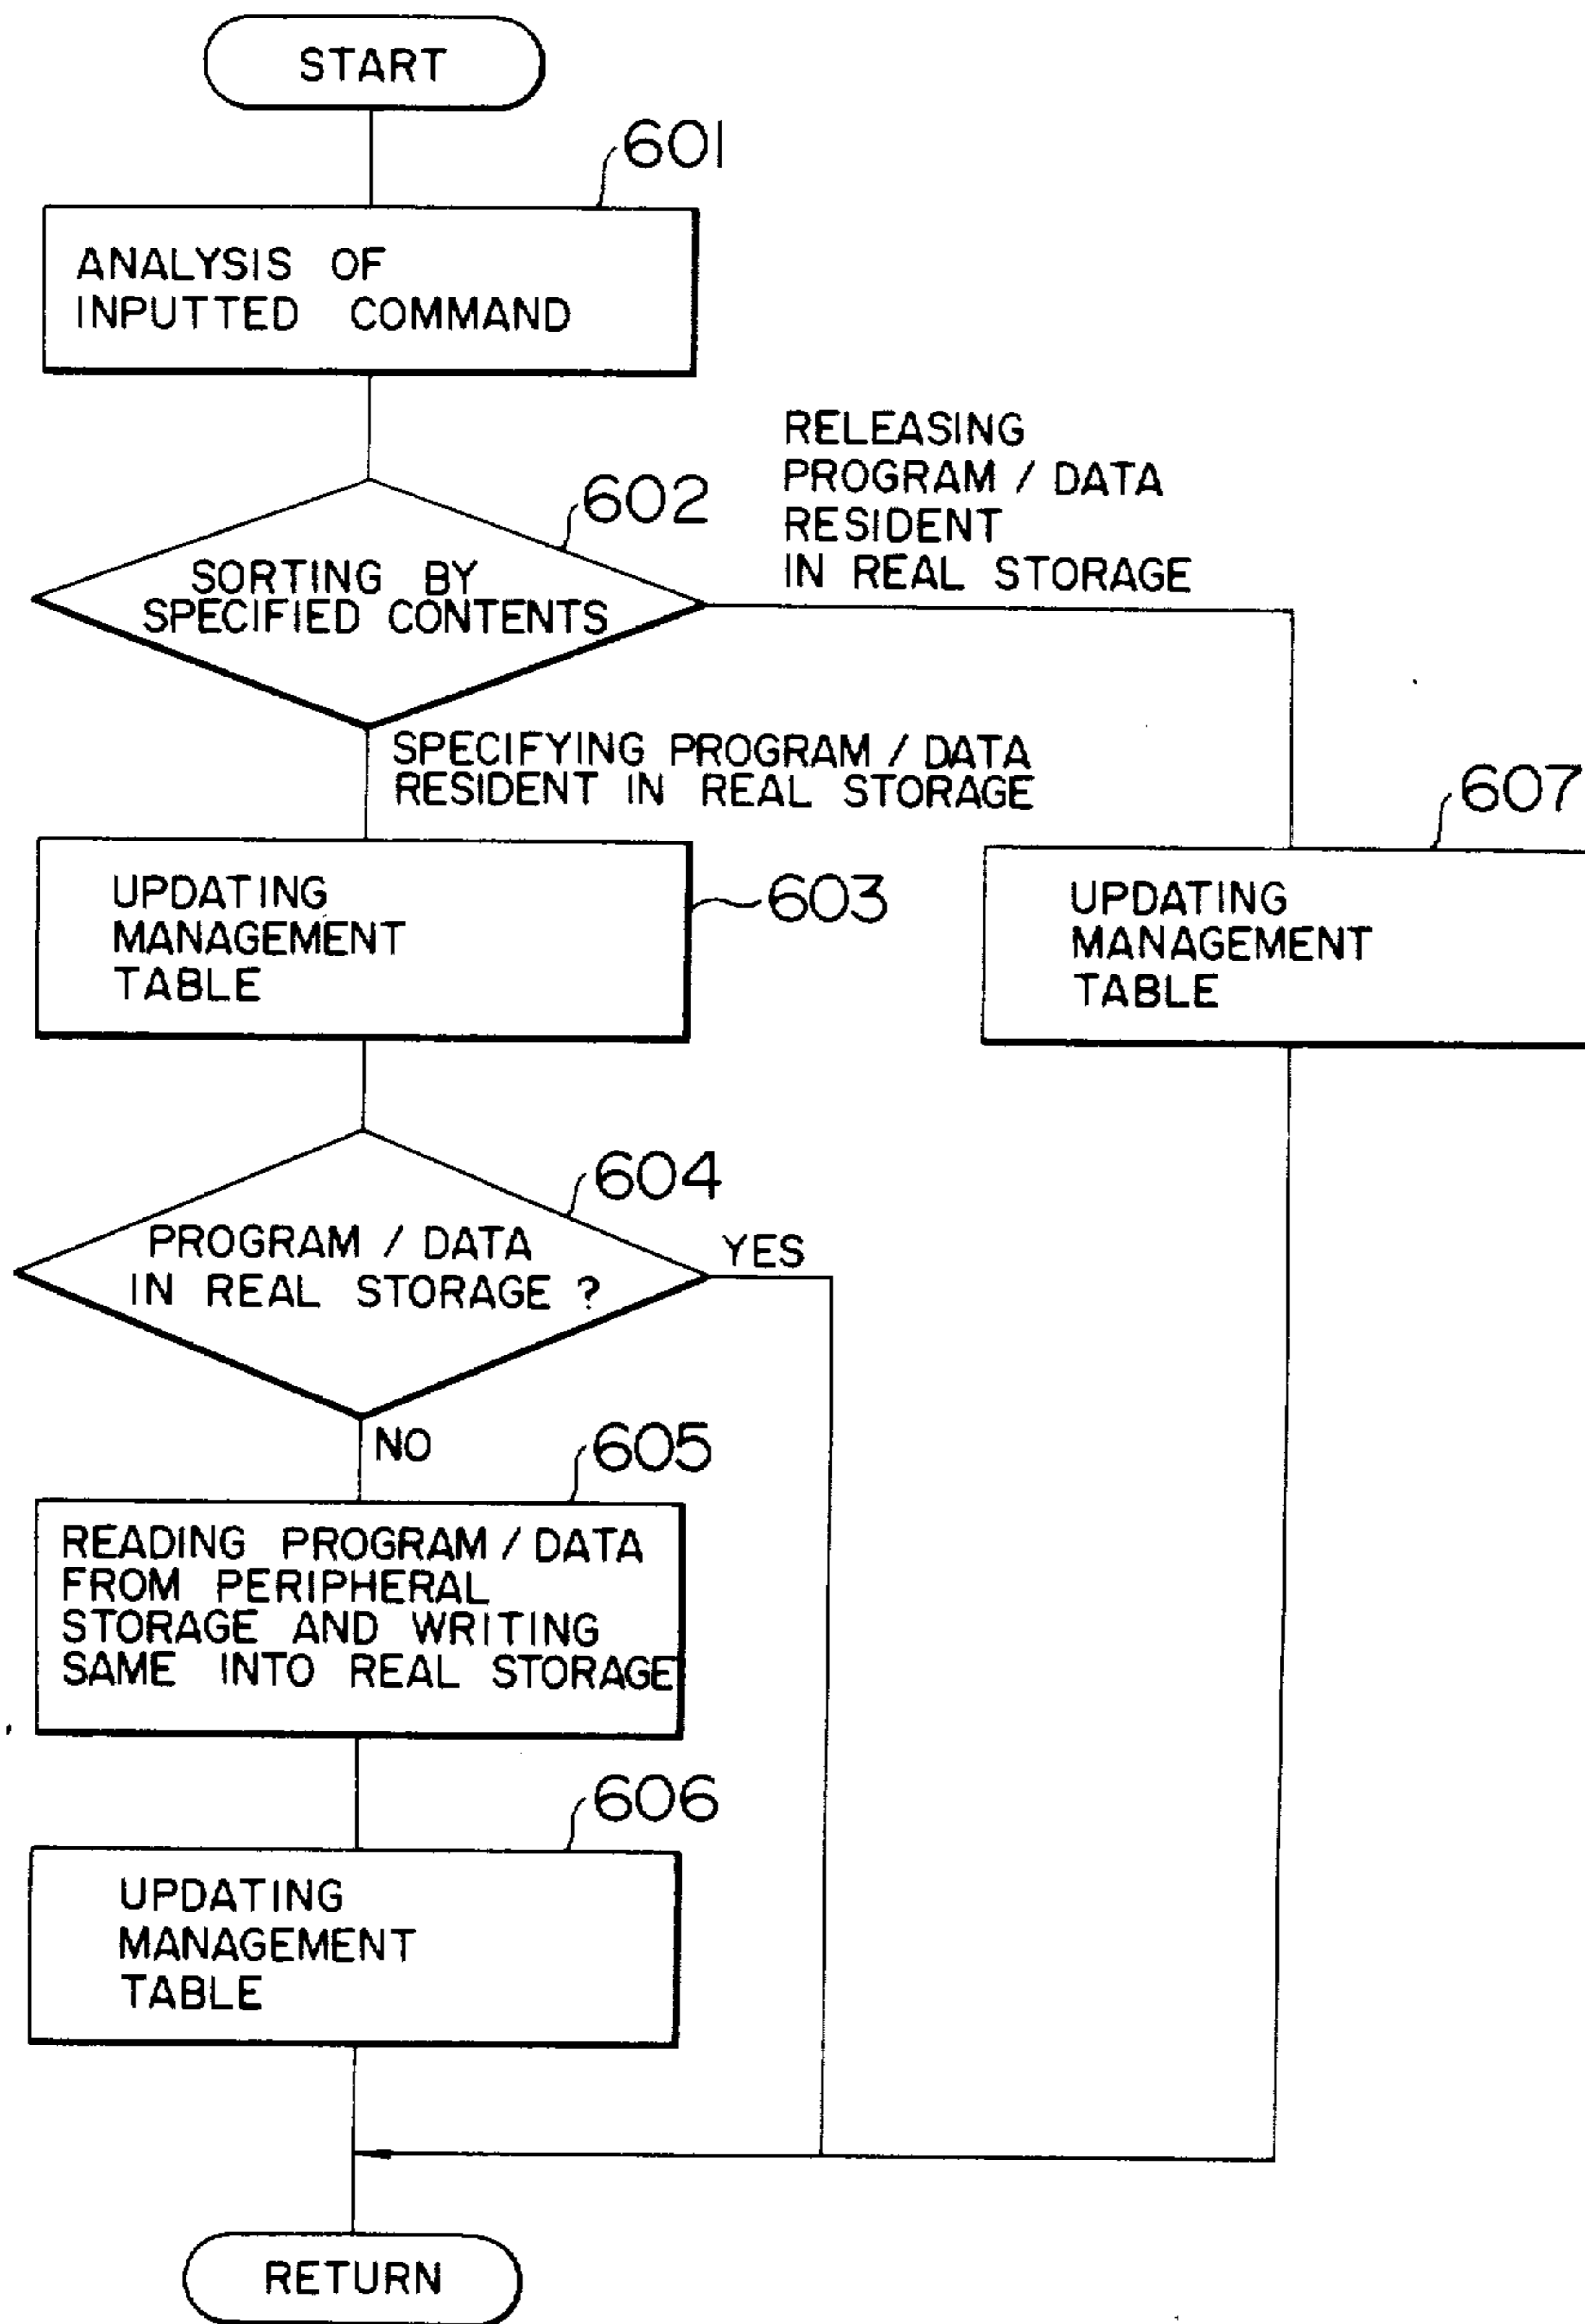 START
601
ANALYSIS OF
INPUTTED COMMAND
602
SORTING BY
SPECIFIED CONTENTS
RELEASING
PROGRAM / DATA
RESIDENT
IN REAL STORAGE
SPECIFYING PROGRAM / DATA
RESIDENT IN REAL STORAGE
603
UPDATING
MANAGEMENT
TABLE
607
UPDATING
MANAGEMENT
TABLE
604
PROGRAM / DATA
IN REAL STORAGE ?
YES
NO
605
READING PROGRAM / DATA
FROM PERIPHERAL
STORAGE AND WRITING
SAME INTO REAL STORAGE
606
UPDATING
MANAGEMENT
TABLE
RETURN